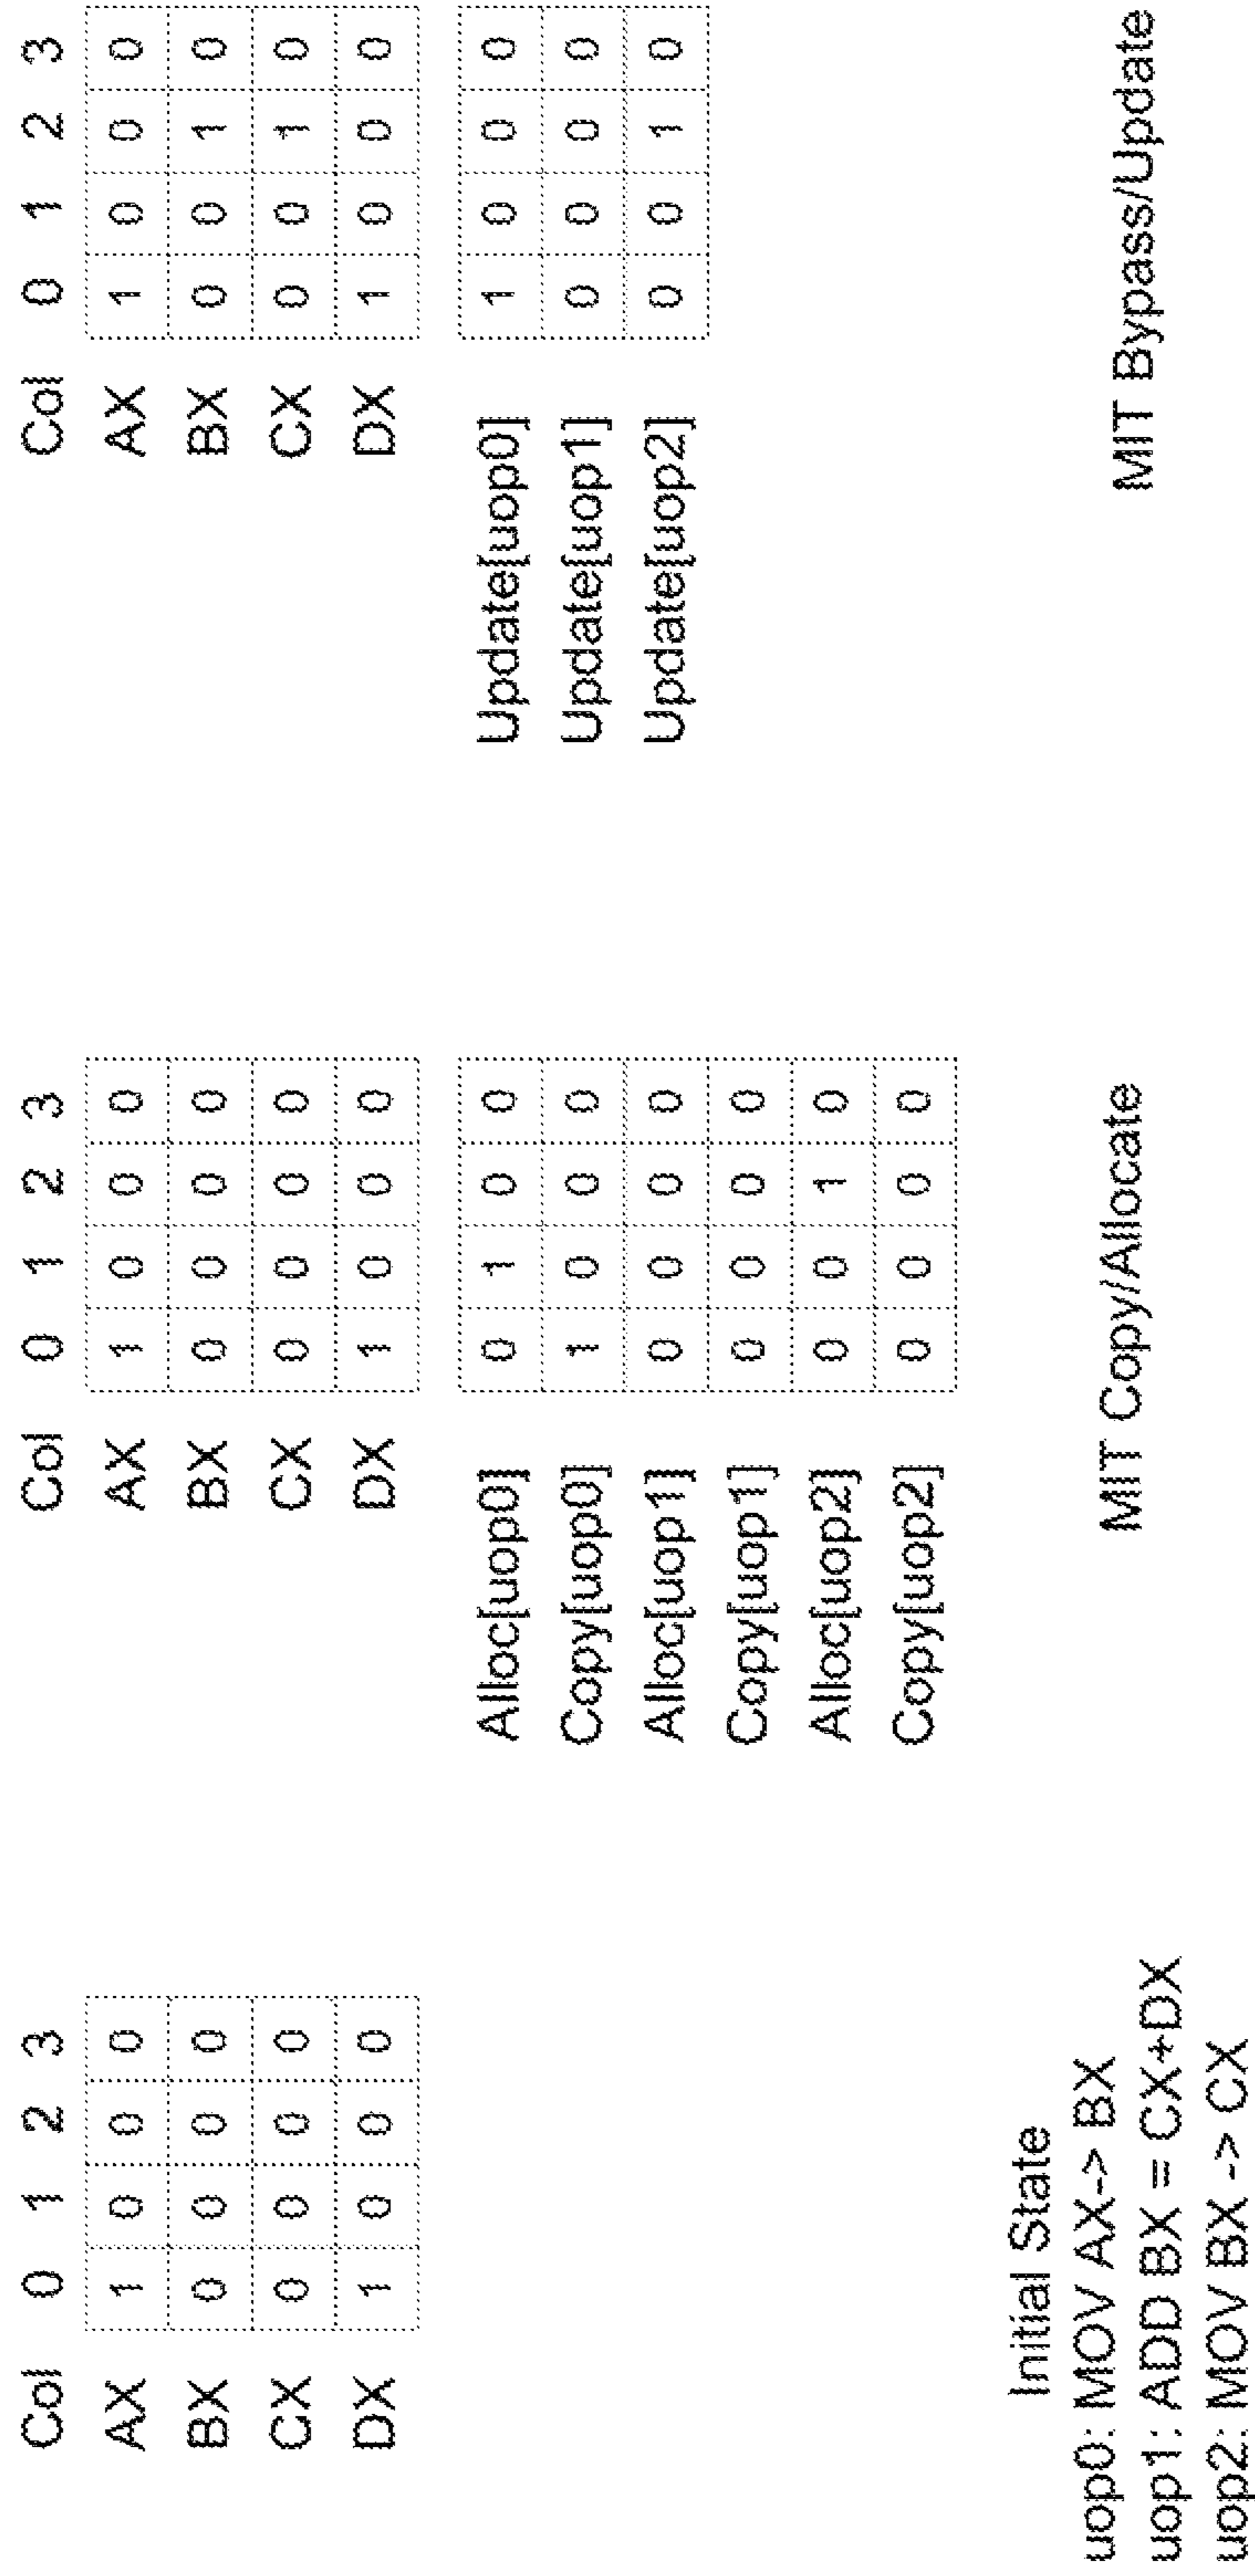 Col 0 1 2 3
AX 1 0 0 0
BX 0 0 0 0
CX 0 0 0 0
DX 1 0 0 0
Initial State
uop0: MOV AX-> BX
uop1: ADD BX = CX+DX
uop2: MOV BX -> CX
Col 0 1 2 3
AX 1 0 0 0
BX 0 0 0 0
CX 0 0 0 0
DX 1 0 0 0
Alloc[uop0] 0 1 0 0
Copy[uop0] 1 0 0 0
Alloc[uop1] 0 0 0 0
Copy[uop1] 0 0 0 0
Alloc[uop2] 0 0 1 0
Copy[uop2] 0 0 0 0
MIT Copy/Allocate
Col 0 1 2 3
AX 1 0 0 0
BX 0 0 1 0
CX 0 0 1 0
DX 1 0 0 0
Update[uop0] 1 0 0 0
Update[uop1] 0 0 0 0
Update[uop2] 0 0 1 0
MIT Bypass/Update